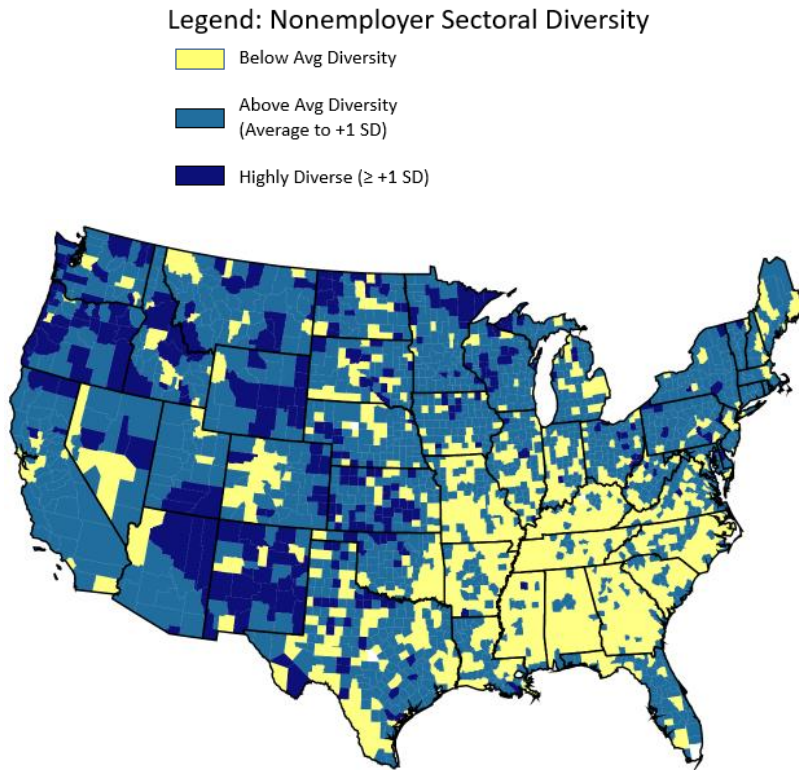 Legend: Nonemployer Sectoral Diversity
Below Avg Diversity
Above Avg Diversity
(Average to +1 SD)
Highly Diverse (≥ +1 SD)